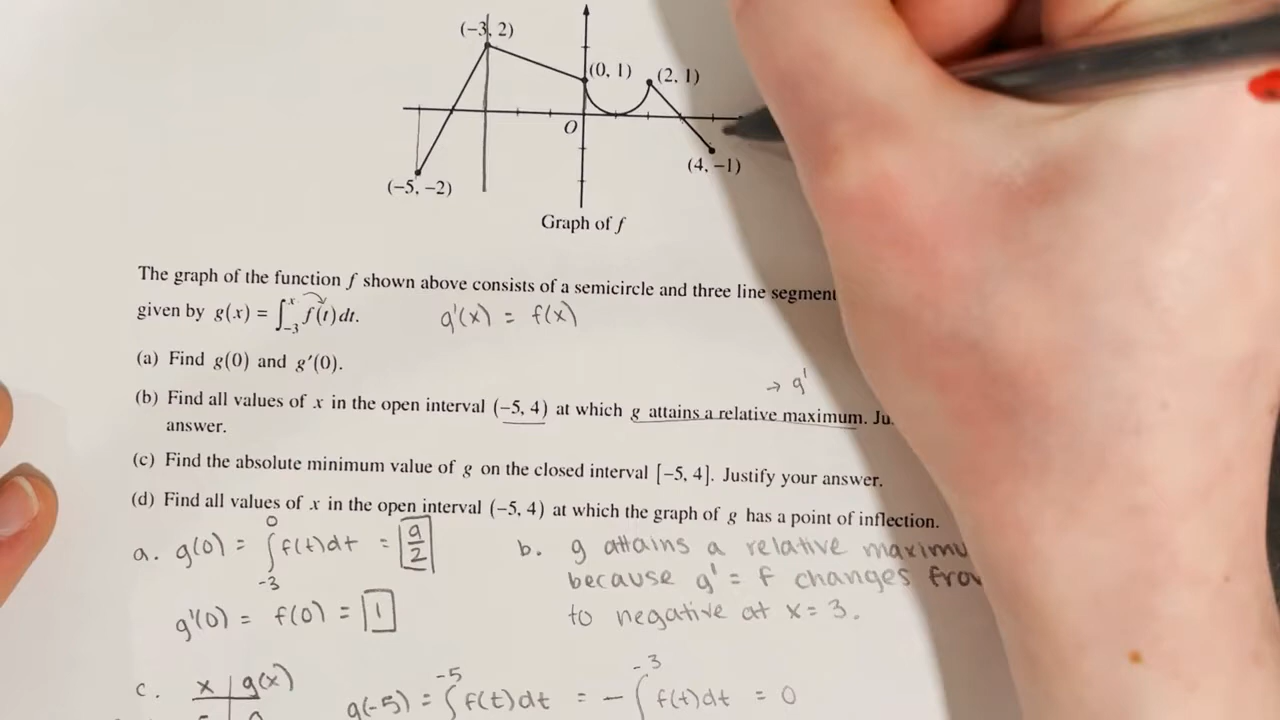 (−3, 2)
(0, 1)
(2, 1)
O
(4, −1)
(−5, −2)
Graph of f
The graph of the function f shown above consists of a semicircle and three line segment
given by g(x) = ∫_{-3}^{x} f(t) dt. g'(x) = f(x)
(a) Find g(0) and g′(0).
→ g'
(b) Find all values of x in the open interval (−5, 4) at which g attains a relative maximum. Ju
answer.
(c) Find the absolute minimum value of g on the closed interval [−5, 4]. Justify your answer.
(d) Find all values of x in the open interval (−5, 4) at which the graph of g has a point of inflection.
a. g(0) = ∫_{-3}^{0} f(t)dt = 9/2
g'(0) = f(0) = 1
b. g attains a relative maximu
because g' = f changes fro
to negative at x = 3.
c. x g(x)
g(-5) = ∫^{-5} f(t)dt = -∫^{-3} f(t)dt = 0